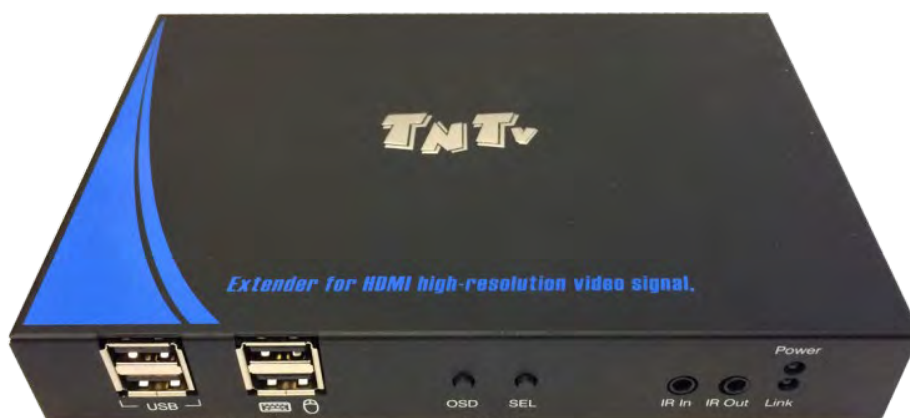 TNTv
Extender for HDMI high-resolution video signal.
Power
USB
OSD SEL
IR In IR Out Link